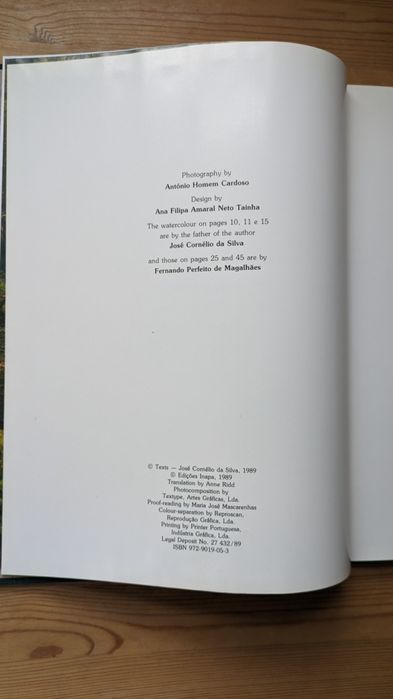 Photography by
António Homem Cardoso
Design by
Ana Filipa Amaral Neto Tainha
The watercolour on pages 10, 11 e 15
are by the father of the author
José Cornélio da Silva
and those on pages 25 and 45 are by
Fernando Perfeito de Magalhães
© Texts — José Cornélio da Silva, 1989
© Edições Inapa, 1989
Translation by Anne Ridd
Photocomposition by
Textype, Artes Gráficas, Lda.
Proof-reading by Maria José Mascarenhas
Colour-separation by Reproscan,
Reprodução Gráfica, Lda.
Printing by Printer Portuguesa,
Indústria Gráfica, Lda.
Legal Deposit No. 27 432/89
ISBN 972-9019-05-3